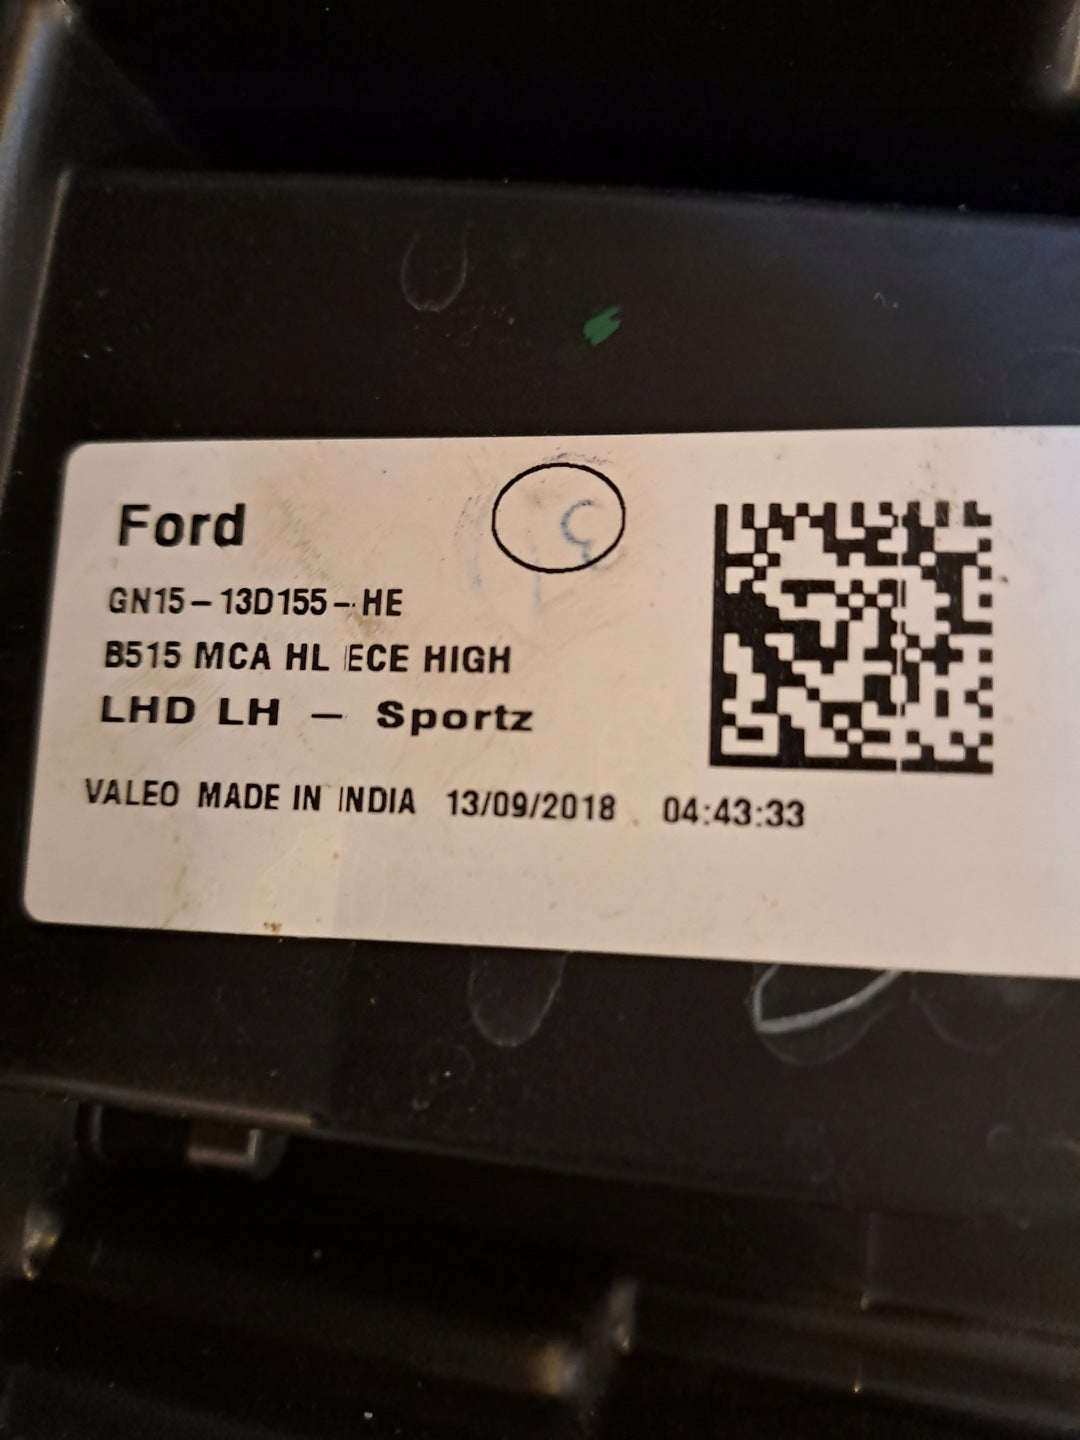 Ford
GN15-13D155-HE
B515 MCA HL ECE HIGH
LHD LH - Sportz
VALEO MADE IN INDIA 13/09/2018 04:43:33